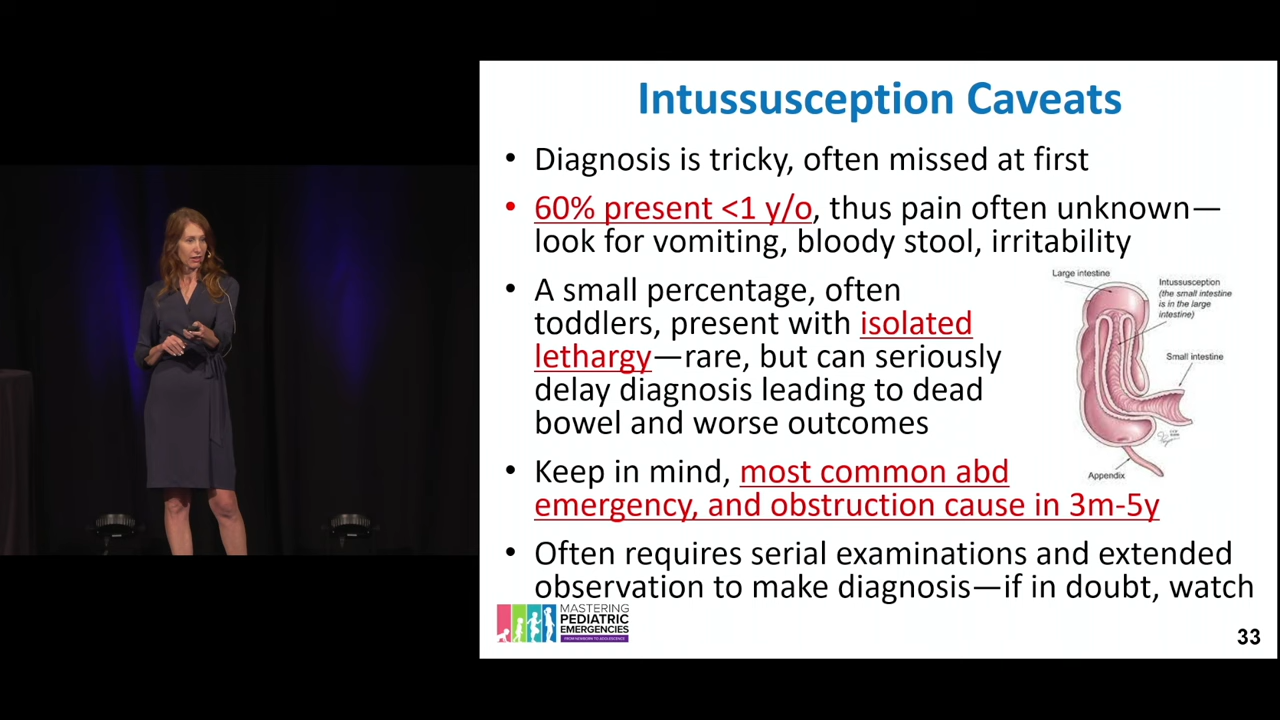 Intussusception Caveats
• Diagnosis is tricky, often missed at first
• 60% present <1 y/o, thus pain often unknown—
look for vomiting, bloody stool, irritability
• A small percentage, often
toddlers, present with isolated
lethargy—rare, but can seriously
delay diagnosis leading to dead
bowel and worse outcomes
Large intestine
Intussusception
(the small intestine
is in the large
intestine)
Small intestine
Appendix
• Keep in mind, most common abd
emergency, and obstruction cause in 3m-5y
• Often requires serial examinations and extended
observation to make diagnosis—if in doubt, watch
MASTERING
PEDIATRIC
EMERGENCIES
FROM NEWBORN TO ADOLESCENCE
33